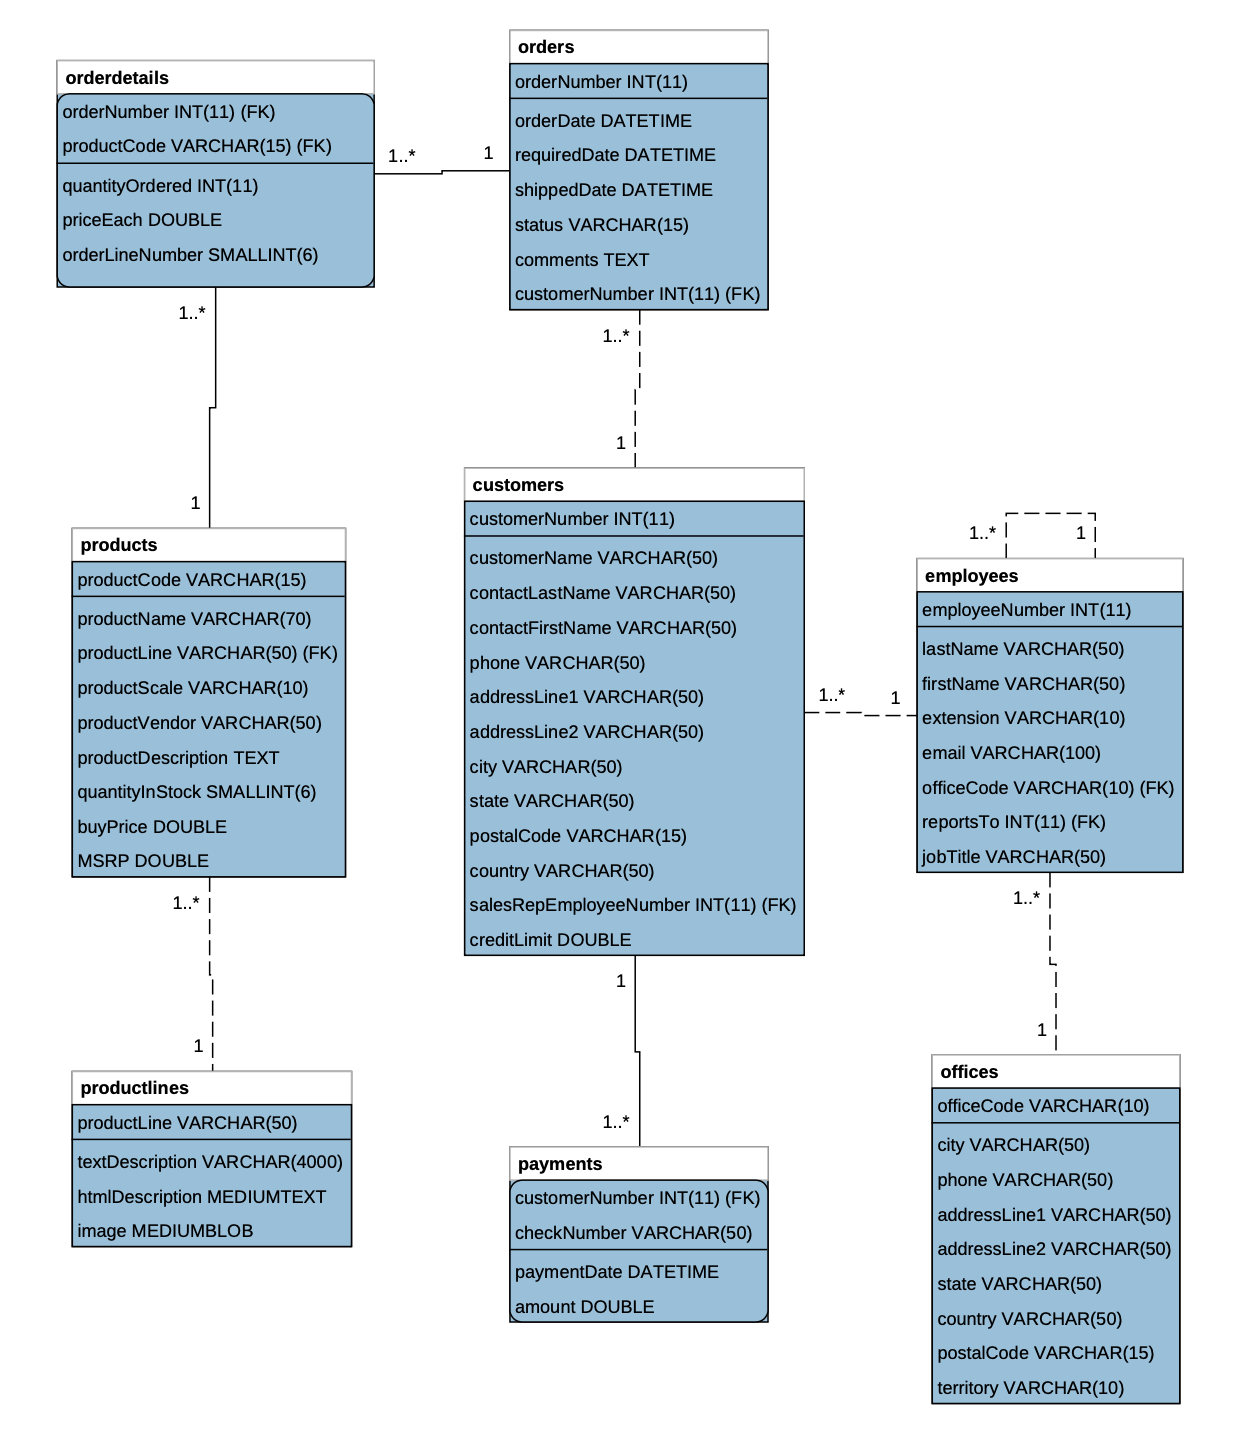 orderdetails
orderNumber INT(11) (FK)
productCode VARCHAR(15) (FK)
quantityOrdered INT(11)
priceEach DOUBLE
orderLineNumber SMALLINT(6)
1..*
1
orders
orderNumber INT(11)
orderDate DATETIME
requiredDate DATETIME
shippedDate DATETIME
status VARCHAR(15)
comments TEXT
customerNumber INT(11) (FK)
1..*
1
1..*
1
products
productCode VARCHAR(15)
productName VARCHAR(70)
productLine VARCHAR(50) (FK)
productScale VARCHAR(10)
productVendor VARCHAR(50)
productDescription TEXT
quantityInStock SMALLINT(6)
buyPrice DOUBLE
MSRP DOUBLE
customers
customerNumber INT(11)
customerName VARCHAR(50)
contactLastName VARCHAR(50)
contactFirstName VARCHAR(50)
phone VARCHAR(50)
addressLine1 VARCHAR(50)
addressLine2 VARCHAR(50)
city VARCHAR(50)
state VARCHAR(50)
postalCode VARCHAR(15)
country VARCHAR(50)
salesRepEmployeeNumber INT(11) (FK)
creditLimit DOUBLE
1..*
1
1..*
1
employees
employeeNumber INT(11)
lastName VARCHAR(50)
firstName VARCHAR(50)
extension VARCHAR(10)
email VARCHAR(100)
officeCode VARCHAR(10) (FK)
reportsTo INT(11) (FK)
jobTitle VARCHAR(50)
1..*
1
1
1..*
1..*
1
productlines
productLine VARCHAR(50)
textDescription VARCHAR(4000)
htmlDescription MEDIUMTEXT
image MEDIUMBLOB
payments
customerNumber INT(11) (FK)
checkNumber VARCHAR(50)
paymentDate DATETIME
amount DOUBLE
offices
officeCode VARCHAR(10)
city VARCHAR(50)
phone VARCHAR(50)
addressLine1 VARCHAR(50)
addressLine2 VARCHAR(50)
state VARCHAR(50)
country VARCHAR(50)
postalCode VARCHAR(15)
territory VARCHAR(10)